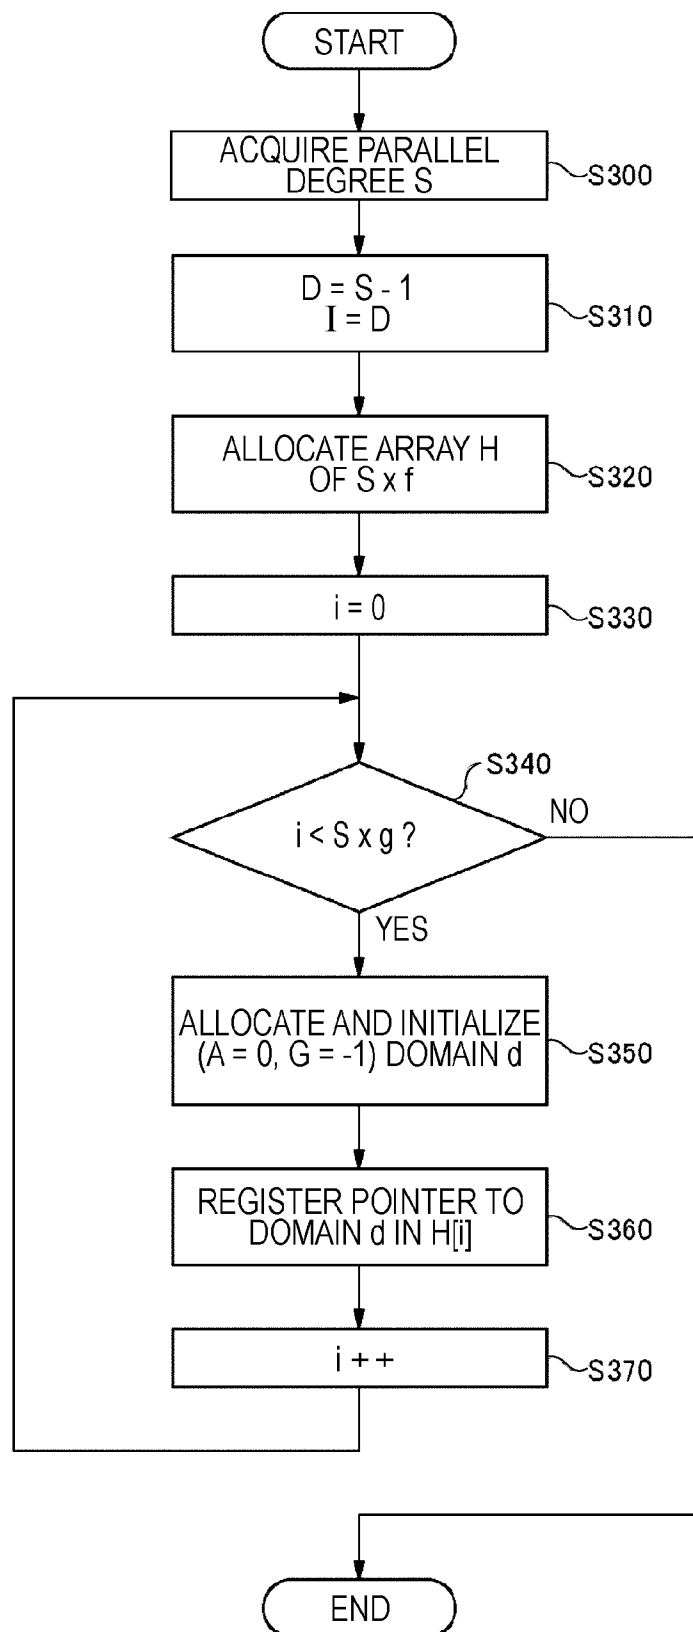 START
ACQUIRE PARALLEL
DEGREE S
S300
D = S - 1
I = D
S310
ALLOCATE ARRAY H
OF S x f
S320
i = 0
S330
S340
i < S x g ?
NO
YES
ALLOCATE AND INITIALIZE
(A = 0, G = -1) DOMAIN d
S350
REGISTER POINTER TO
DOMAIN d IN H[i]
S360
i + +
S370
END